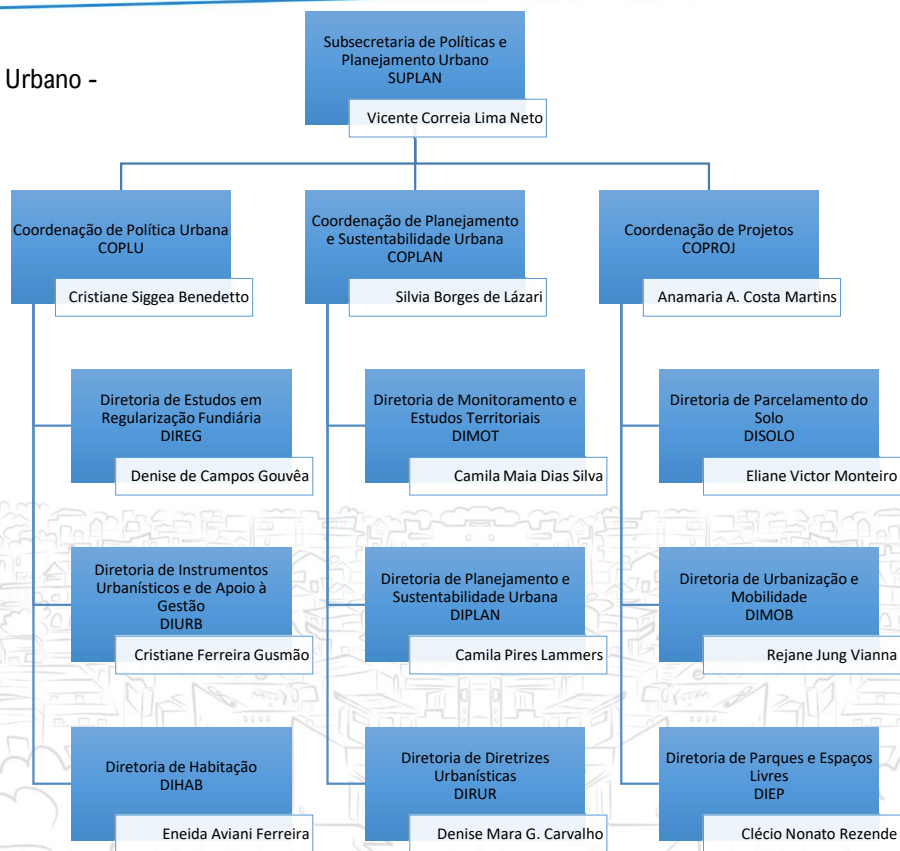 Urbano -
Subsecretaria de Políticas e
Planejamento Urbano
SUPLAN
Vicente Correia Lima Neto
Coordenação de Política Urbana
COPLU
Cristiane Siggea Benedetto
Coordenação de Planejamento
e Sustentabilidade Urbana
COPLAN
Silvia Borges de Lázari
Coordenação de Projetos
COPROJ
Anamaria A. Costa Martins
Diretoria de Estudos em
Regularização Fundiária
DIREG
Denise de Campos Gouvêa
Diretoria de Monitoramento e
Estudos Territoriais
DIMOT
Camila Maia Dias Silva
Diretoria de Parcelamento do
Solo
DISOLO
Eliane Victor Monteiro
Diretoria de Instrumentos
Urbanísticos e de Apoio à
Gestão
DIURB
Cristiane Ferreira Gusmão
Diretoria de Planejamento e
Sustentabilidade Urbana
DIPLAN
Camila Pires Lammers
Diretoria de Urbanização e
Mobilidade
DIMOB
Rejane Jung Vianna
Diretoria de Habitação
DIHAB
Eneida Aviani Ferreira
Diretoria de Diretrizes
Urbanísticas
DIRUR
Denise Mara G. Carvalho
Diretoria de Parques e Espaços
Livres
DIEP
Clécio Nonato Rezende